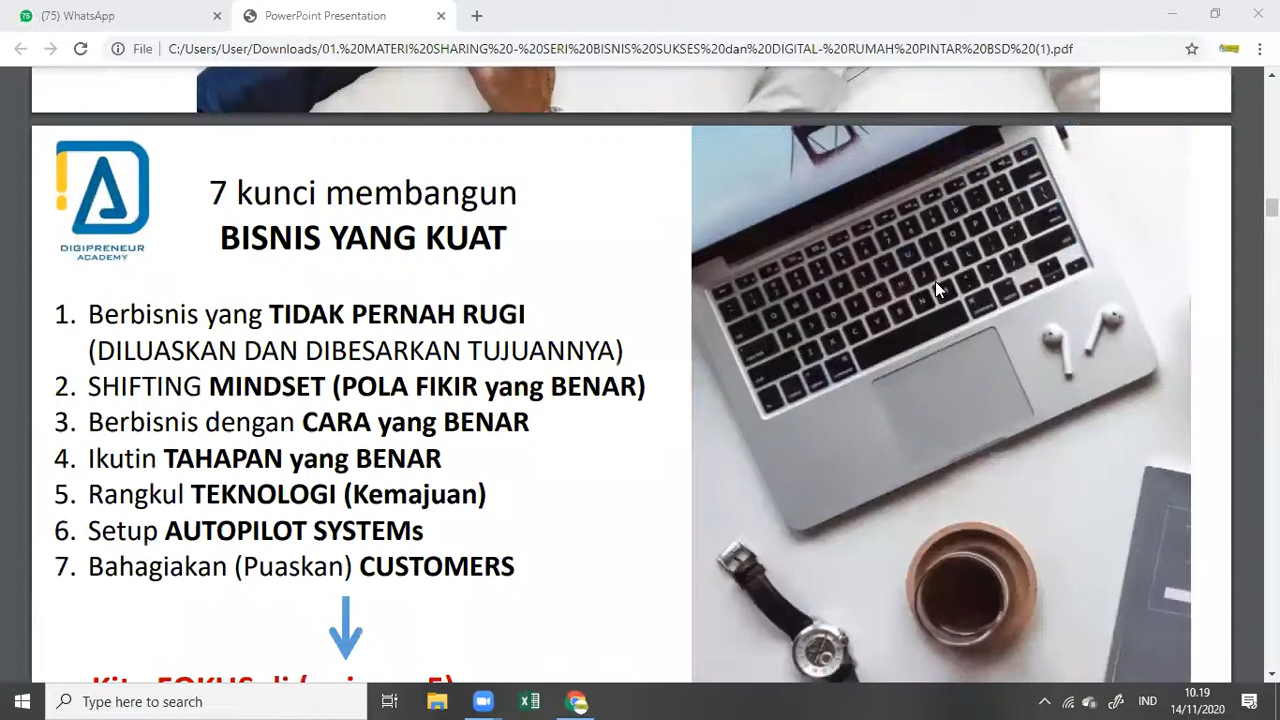 (75) WhatsApp
PowerPoint Presentation
File
C:/Users/User/Downloads/01.%20MATERI%20SHARING%20-%20SERI%20BISNIS%20SUKSES%20dan%20DIGITAL-%20RUMAH%20PINTAR%20BSD%20(1).pdf
DIGIPRENEUR
ACADEMY
7 kunci membangun
BISNIS YANG KUAT
1. Berbisnis yang TIDAK PERNAH RUGI
(DILUASKAN DAN DIBESARKAN TUJUANNYA)
2. SHIFTING MINDSET (POLA FIKIR yang BENAR)
3. Berbisnis dengan CARA yang BENAR
4. Ikutin TAHAPAN yang BENAR
5. Rangkul TEKNOLOGI (Kemajuan)
6. Setup AUTOPILOT SYSTEMs
7. Bahagiakan (Puaskan) CUSTOMERS
Type here to search
IND
10.19
14/11/2020